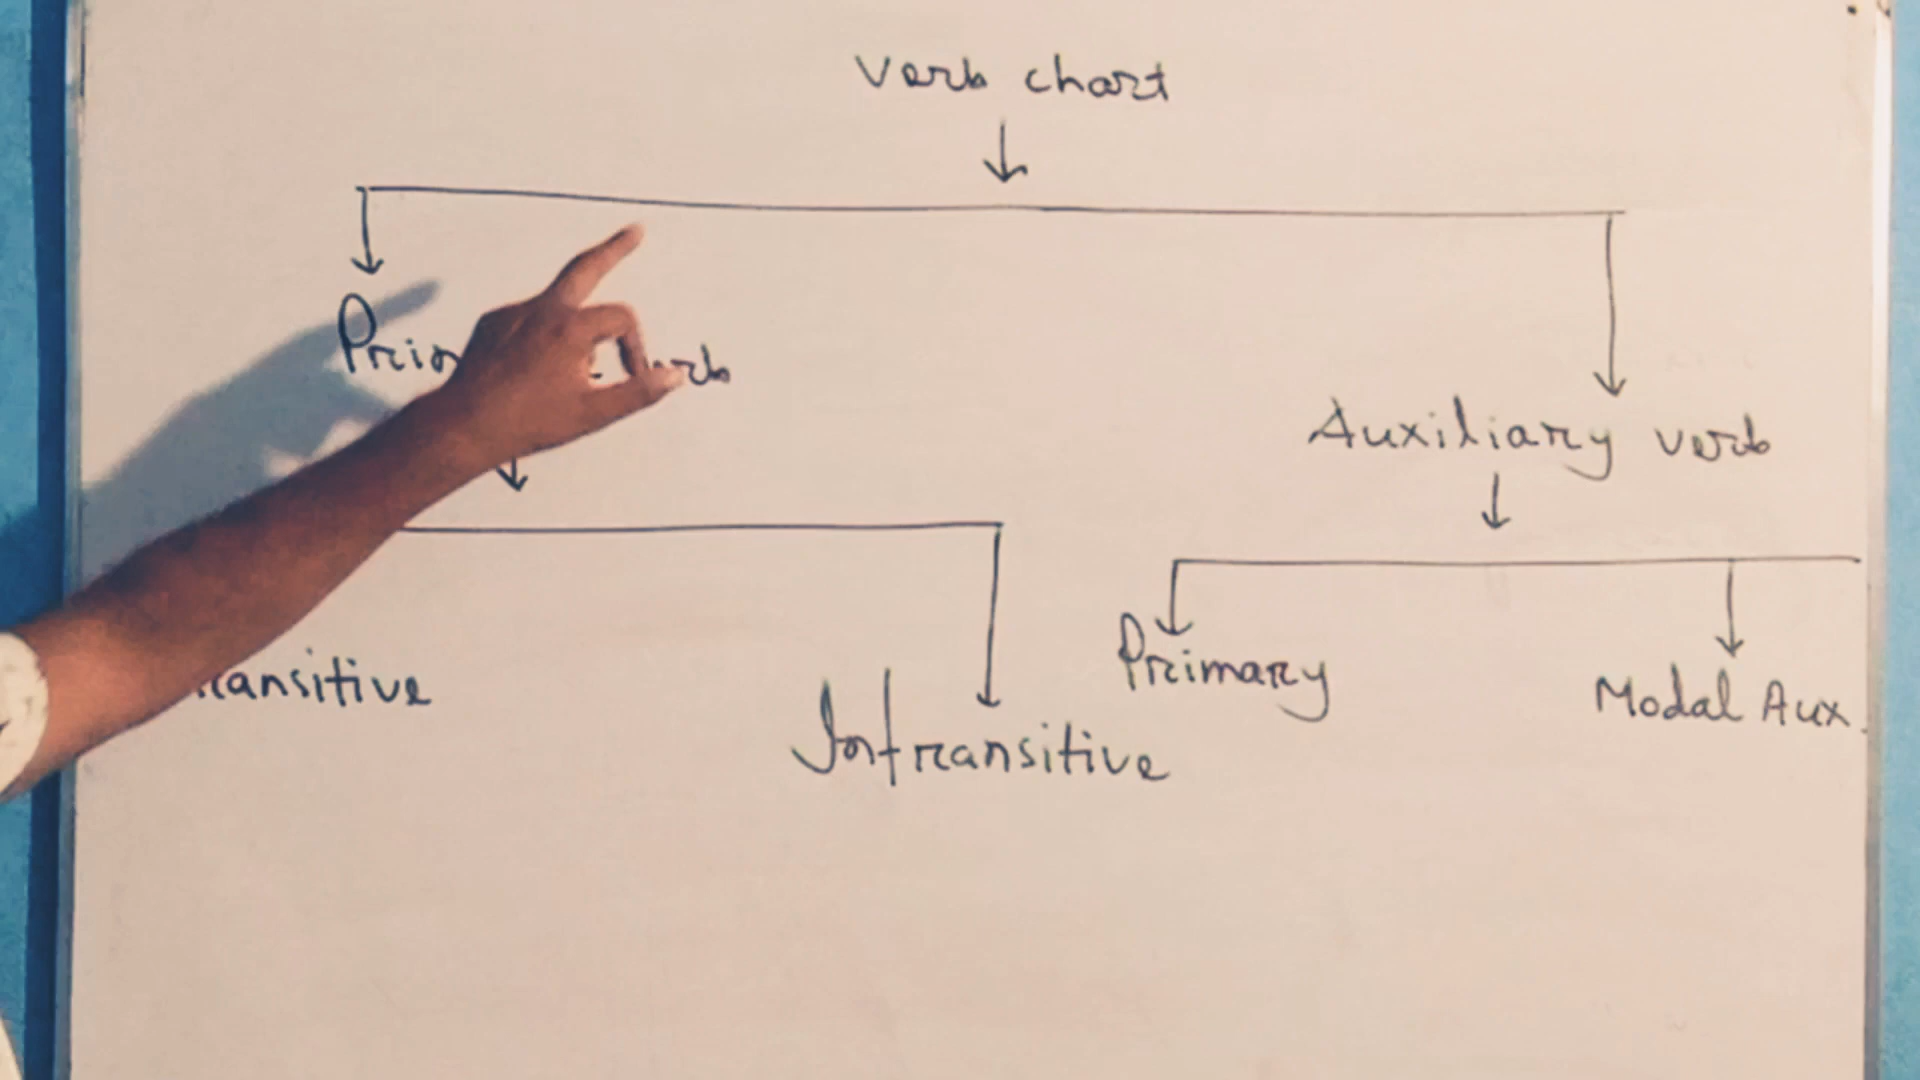 Verb chart
Auxiliary verb
Primary
Modal Aux.
Intransitive